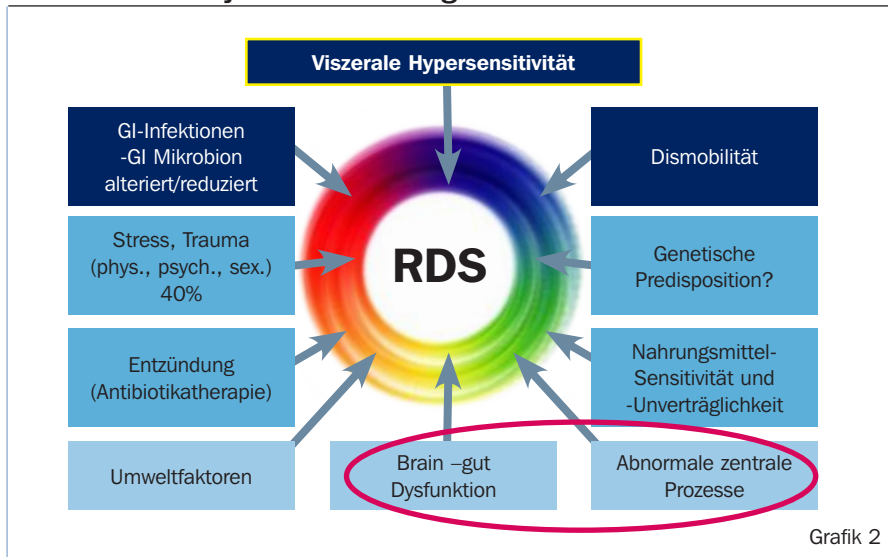 Viszerale Hypersensitivität
GI-Infektionen
-GI Mikrobion
alteriert/reduziert
Dismobilität
Stress, Trauma
(phys., psych., sex.)
40%
RDS
Genetische
Predisposition?
Entzündung
(Antibiotikatherapie)
Nahrungsmittel-
Sensitivität und
-Unverträglichkeit
Umweltfaktoren
Brain –gut
Dysfunktion
Abnormale zentrale
Prozesse
Grafik 2